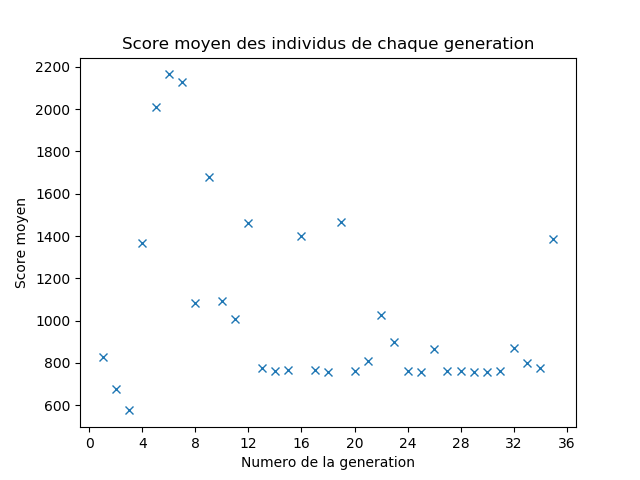 Score moyen des individus de chaque generation
Score moyen
2200
2000
1800
1600
1400
1200
1000
800
600
0 4 8 12 16 20 24 28 32 36
Numero de la generation